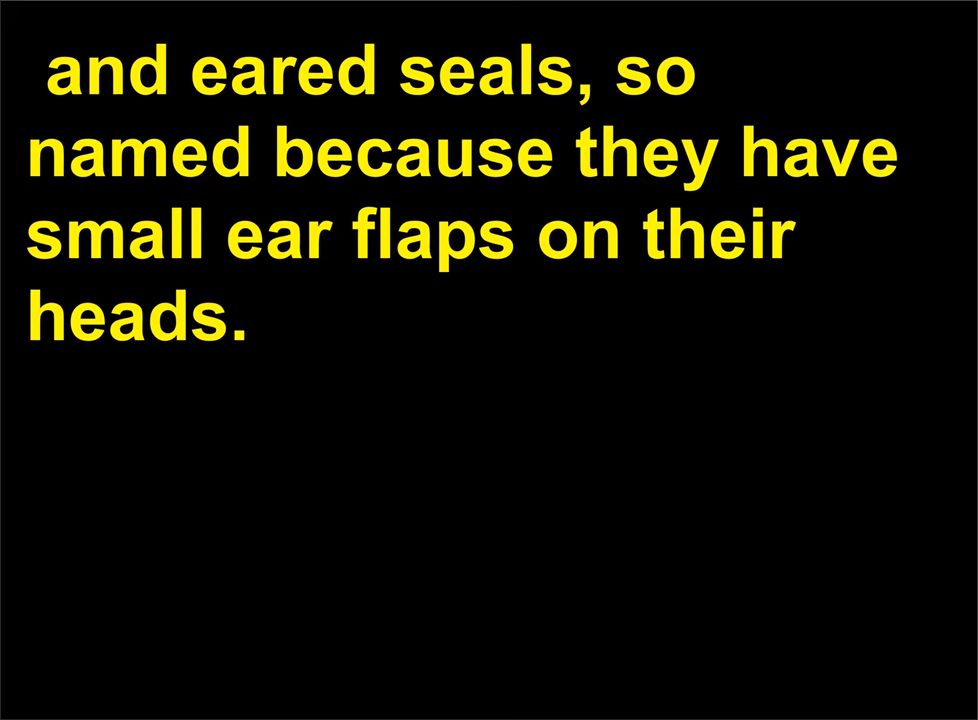 and eared seals, so
named because they have
small ear flaps on their
heads.